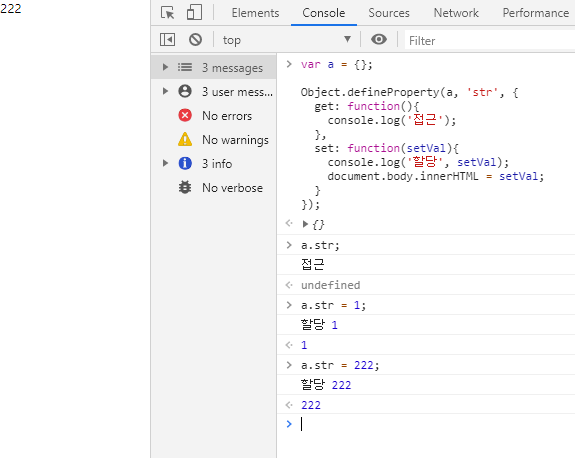 222
Elements Console Sources Network Performance
top Filter
3 messages
3 user mess...
No errors
No warnings
3 info
No verbose
> var a = {};
Object.defineProperty(a, 'str', {
  get: function(){
    console.log('접근');
  },
  set: function(setVal){
    console.log('할당', setVal);
    document.body.innerHTML = setVal;
  }
});
{}
> a.str;
접근
undefined
> a.str = 1;
할당 1
1
> a.str = 222;
할당 222
222
>